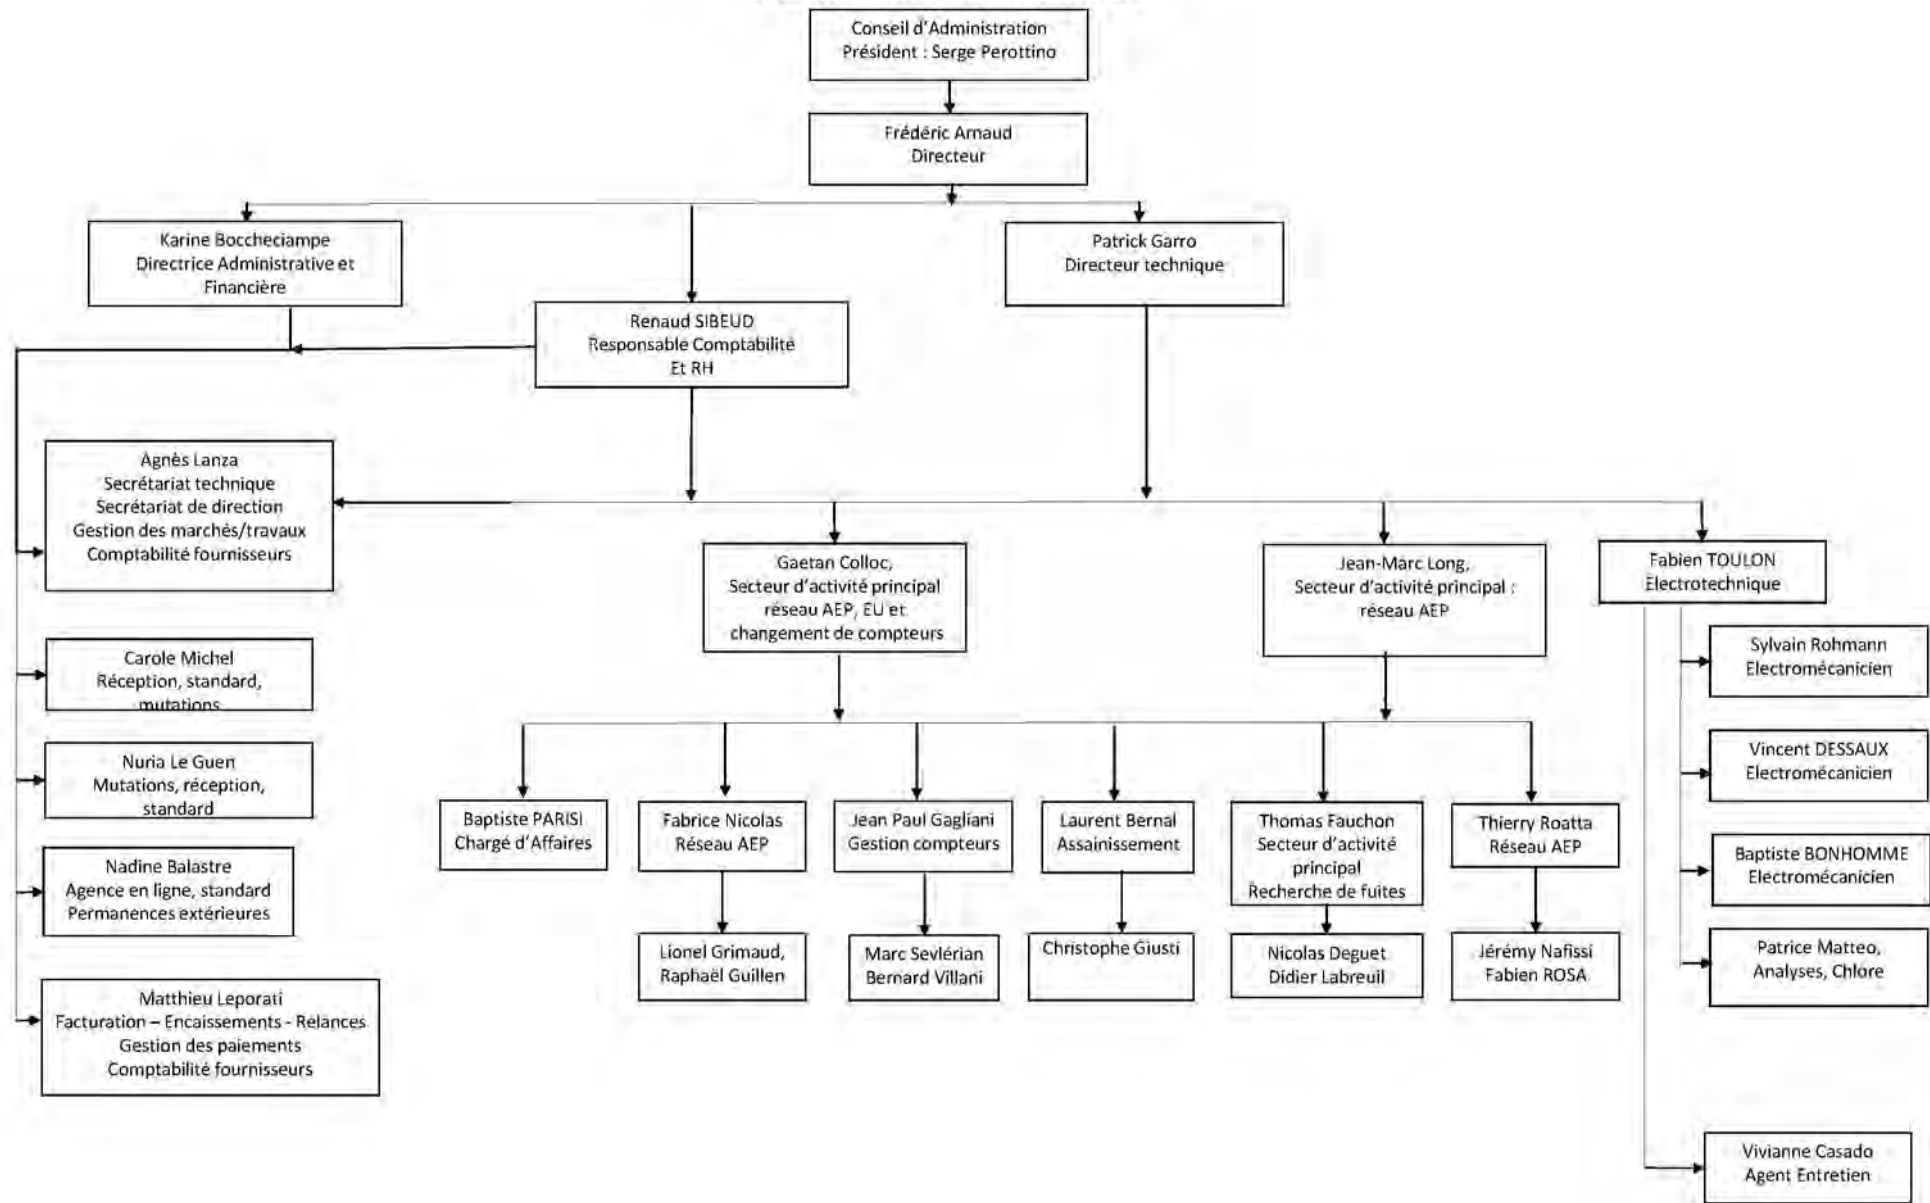 Conseil d'Administration
Président : Serge Perottino
Frédéric Arnaud
Directeur
Karine Boccheciampe
Directrice Administrative et
Financière
Patrick Garro
Directeur technique
Renaud SIBEUD
Responsable Comptabilité
Et RH
Agnès Lanza
Secrétariat technique
Secrétariat de direction
Gestion des marchés/travaux
Comptabilité fournisseurs
Gaetan Colloc,
Secteur d'activité principal
réseau AEP, EU et
changement de compteurs
Jean-Marc Long,
Secteur d'activité principal :
réseau AEP
Fabien TOULON
Electrotechnique
Carole Michel
Réception, standard,
mutations
Nuria Le Guen
Mutations, réception,
standard
Nadine Balastre
Agence en ligne, standard
Permanences extérieures
Matthieu Leporati
Facturation – Encaissements - Relances
Gestion des paiements
Comptabilité fournisseurs
Baptiste PARISI
Chargé d'Affaires
Fabrice Nicolas
Réseau AEP
Jean Paul Gagliani
Gestion compteurs
Laurent Bernal
Assainissement
Thomas Fauchon
Secteur d'activité
principal
Recherche de fuites
Thierry Roatta
Réseau AEP
Lionel Grimaud,
Raphaël Guillen
Marc Sevlérian
Bernard Villani
Christophe Giusti
Nicolas Deguet
Didier Labreuil
Jérémy Nafissi
Fabien ROSA
Sylvain Rohmann
Electromécanicien
Vincent DESSAUX
Electromécanicien
Baptiste BONHOMME
Electromécanicien
Patrice Matteo,
Analyses, Chlore
Vivianne Casado
Agent Entretien